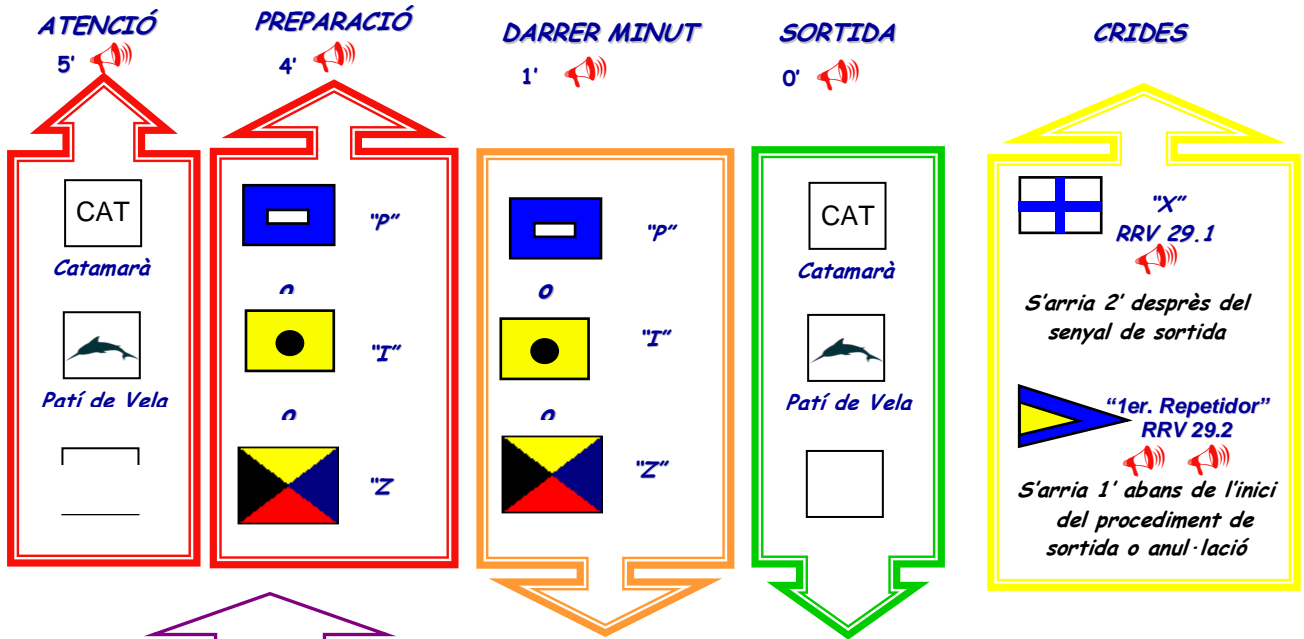 ATENCIÓ
5'
CAT
Catamarà
Patí de Vela
PREPARACIÓ
4'
"P"
o
"I"
o
"Z
DARRER MINUT
1'
"P"
o
"I"
o
"Z"
SORTIDA
0'
CAT
Catamarà
Patí de Vela
CRIDES
"X"
RRV 29.1
S'arria 2' desprès del
senyal de sortida
“1er. Repetidor”
RRV 29.2
S'arria 1' abans de l'inici
del procediment de
sortida o anul·lació